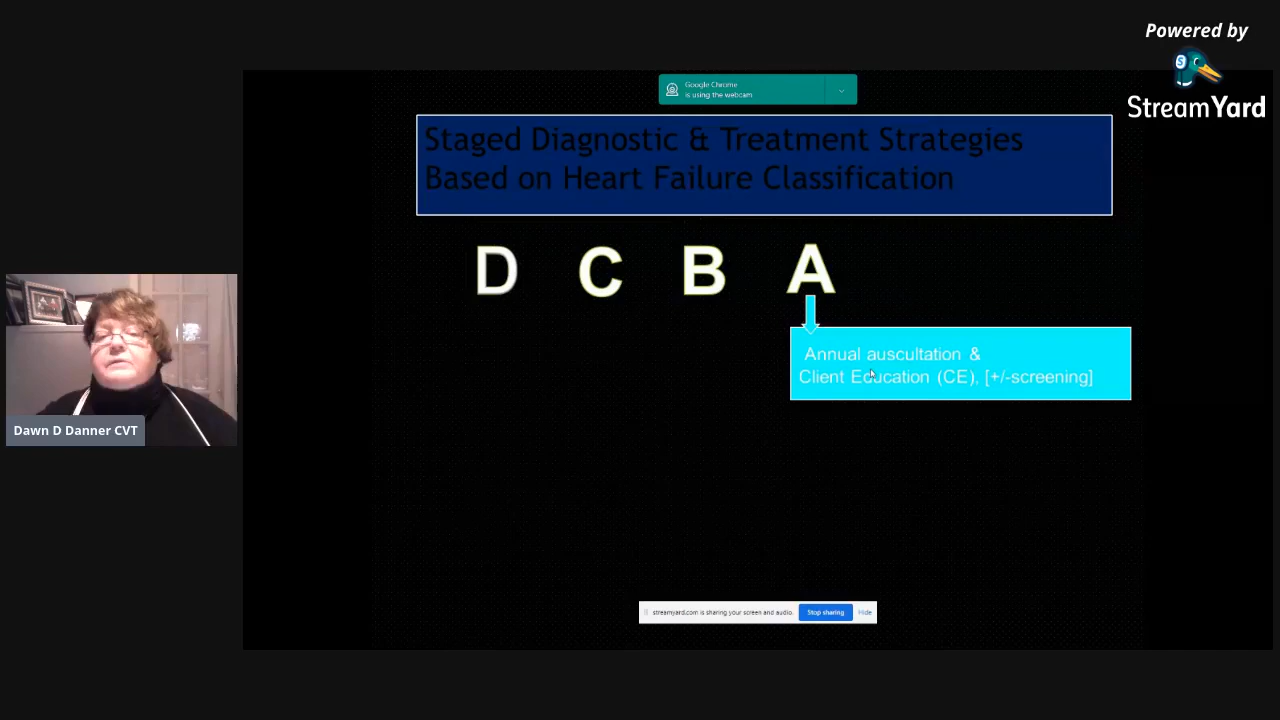 Powered by
StreamYard
Google Chrome
is using the webcam
Staged Diagnostic & Treatment Strategies
Based on Heart Failure Classification
D C B A
Annual auscultation &
Client Education (CE), [+/-screening]
Dawn D Danner CVT
streamyard.com is sharing your screen and audio.
Stop sharing
Hide